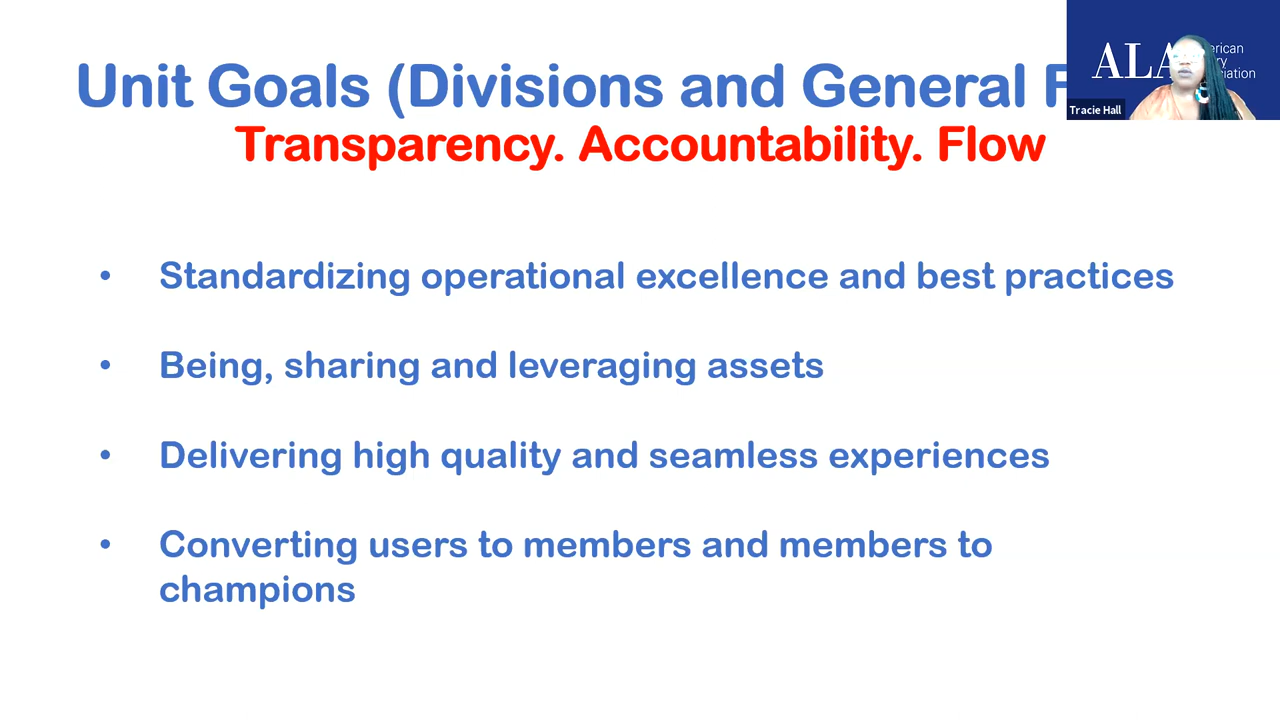 Unit Goals (Divisions and General
Transparency. Accountability. Flow
ALA
Tracie Hall
• Standardizing operational excellence and best practices
• Being, sharing and leveraging assets
• Delivering high quality and seamless experiences
• Converting users to members and members to
champions